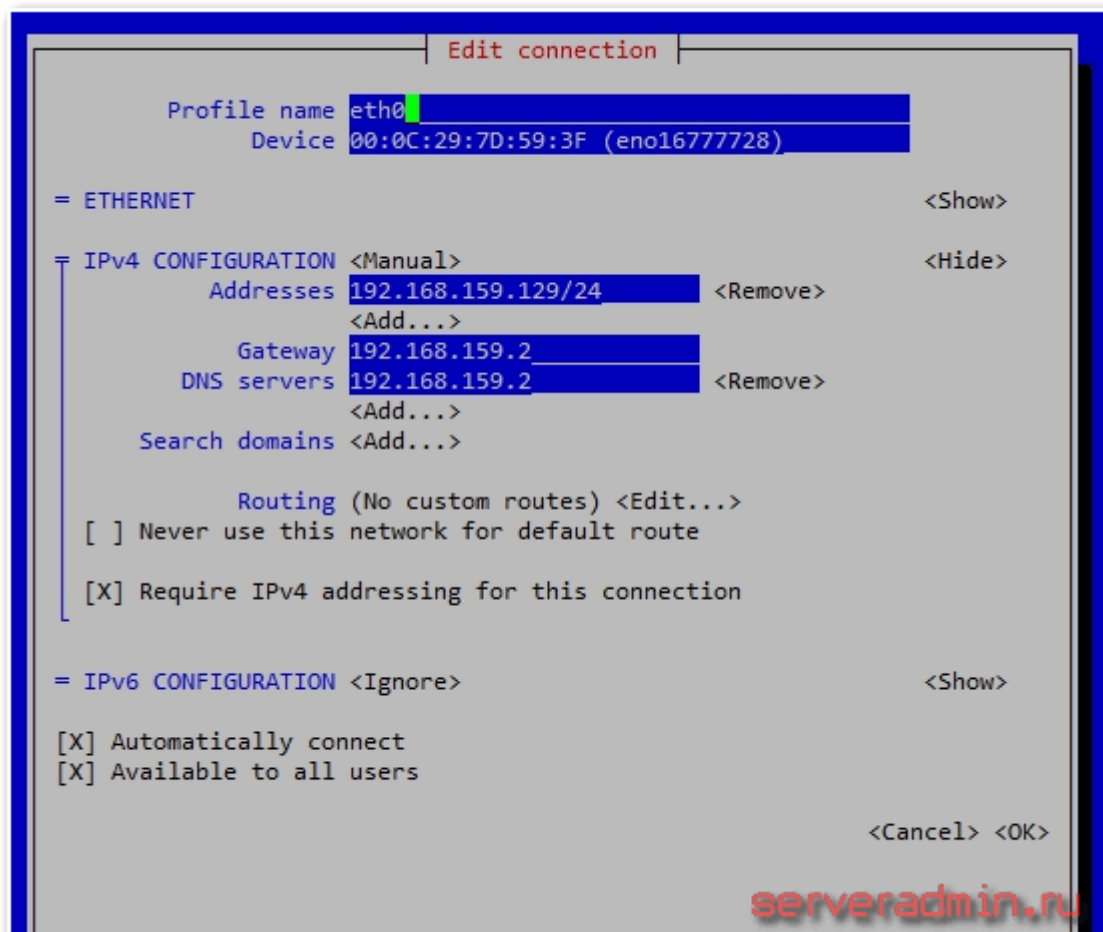 Edit connection
Profile name eth0
Device 00:0C:29:7D:59:3F (eno16777728)
= ETHERNET <Show>
= IPv4 CONFIGURATION <Manual> <Hide>
Addresses 192.168.159.129/24 <Remove>
<Add...>
Gateway 192.168.159.2
DNS servers 192.168.159.2 <Remove>
<Add...>
Search domains <Add...>
Routing (No custom routes) <Edit...>
[ ] Never use this network for default route
[X] Require IPv4 addressing for this connection
= IPv6 CONFIGURATION <Ignore> <Show>
[X] Automatically connect
[X] Available to all users
<Cancel> <OK>
serveradmin.ru